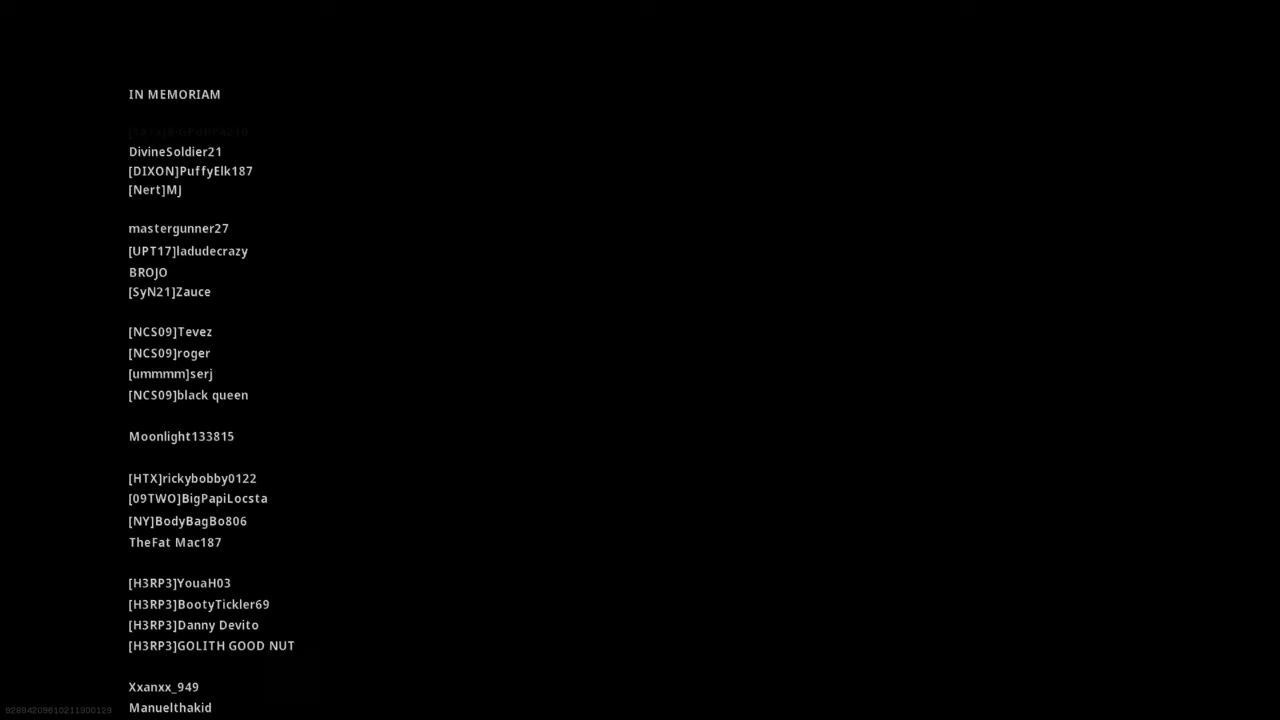 IN MEMORIAM
DivineSoldier21
[DIXON]PuffyElk187
[Nert]MJ
mastergunner27
[UPT17]ladudecrazy
BROJO
[SyN21]Zauce
[NCS09]Tevez
[NCS09]roger
[ummmm]serj
[NCS09]black queen
Moonlight133815
[HTX]rickybobby0122
[09TWO]BigPapiLocsta
[NY]BodyBagBo806
TheFat Mac187
[H3RP3]YouaH03
[H3RP3]BootyTickler69
[H3RP3]Danny Devito
[H3RP3]GOLITH GOOD NUT
Xxanxx_949
Manuelthakid